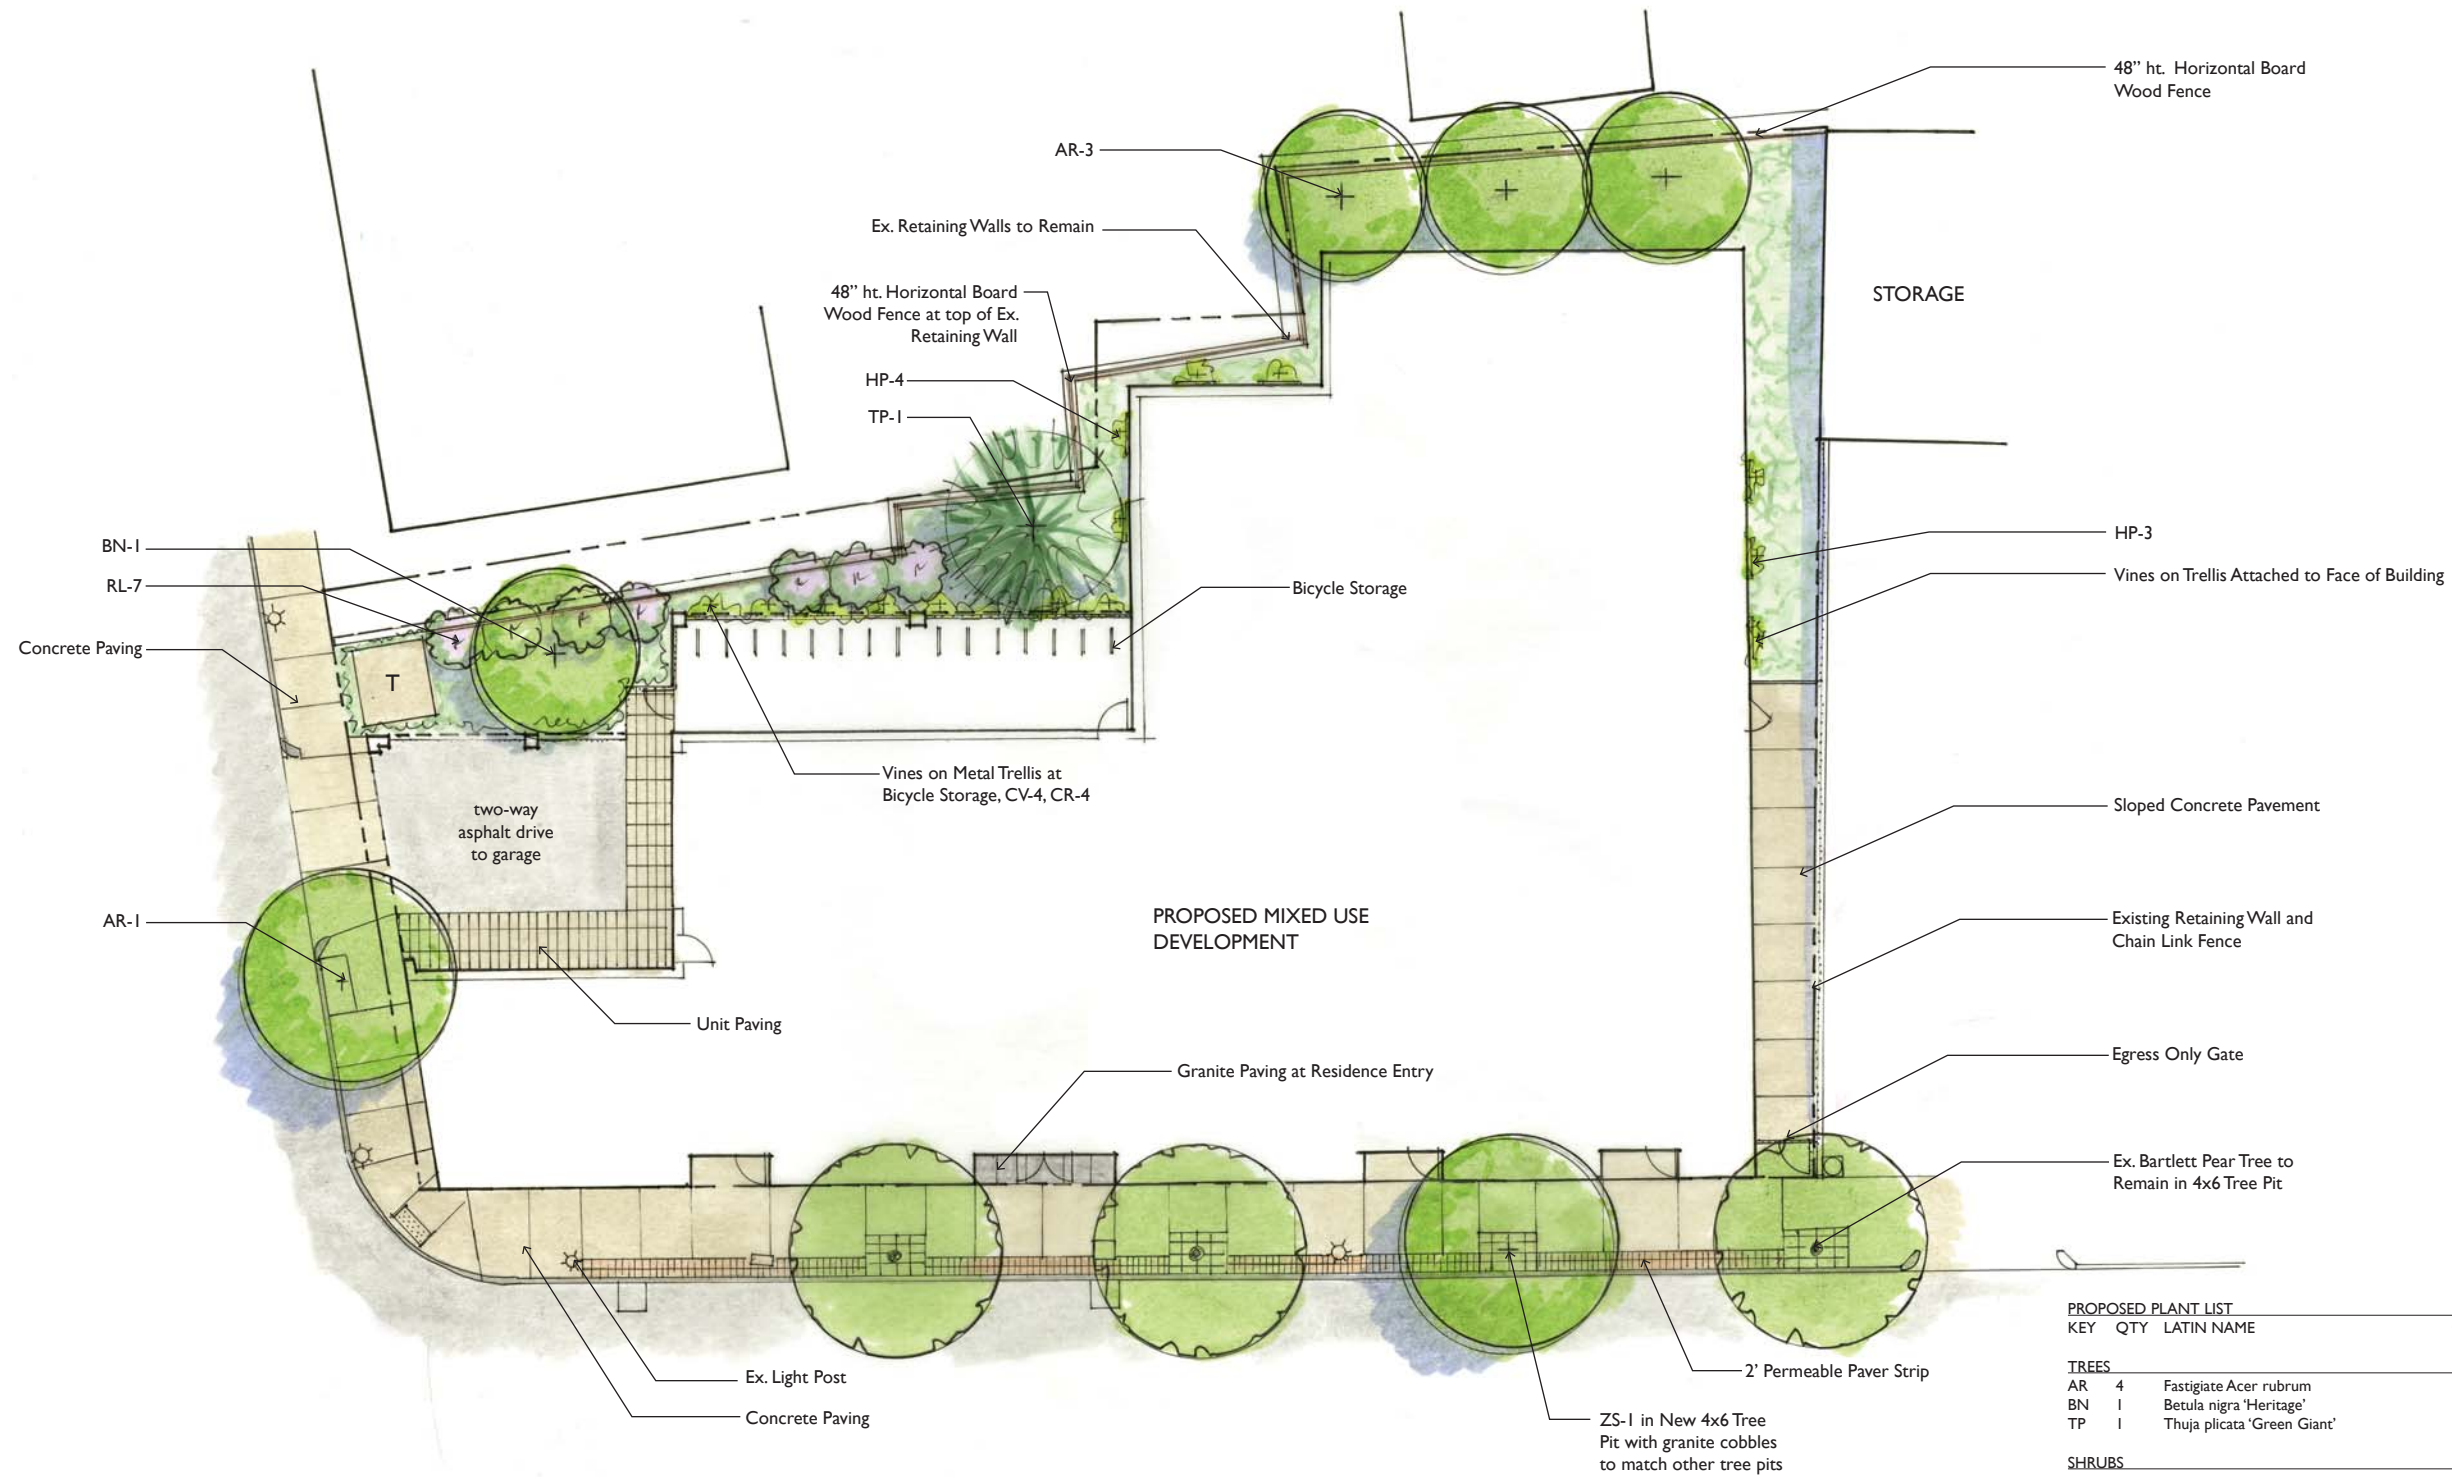 48” ht. Horizontal Board
Wood Fence
AR-3
Ex. Retaining Walls to Remain
48” ht. Horizontal Board
Wood Fence at top of Ex.
Retaining Wall
STORAGE
HP-4
TP-1
BN-1
RL-7
Concrete Paving
T
Bicycle Storage
HP-3
Vines on Trellis Attached to Face of Building
Vines on Metal Trellis at
Bicycle Storage, CV-4, CR-4
two-way
asphalt drive
to garage
Sloped Concrete Pavement
AR-1
PROPOSED MIXED USE
DEVELOPMENT
Existing Retaining Wall and
Chain Link Fence
Unit Paving
Granite Paving at Residence Entry
Egress Only Gate
Ex. Bartlett Pear Tree to
Remain in 4x6 Tree Pit
Ex. Light Post
Concrete Paving
2’ Permeable Paver Strip
ZS-1 in New 4x6 Tree
Pit with granite cobbles
to match other tree pits
PROPOSED PLANT LIST
KEY QTY LATIN NAME
TREES
AR 4 Fastigiate Acer rubrum
BN 1 Betula nigra ‘Heritage’
TP 1 Thuja plicata ‘Green Giant’
SHRUBS